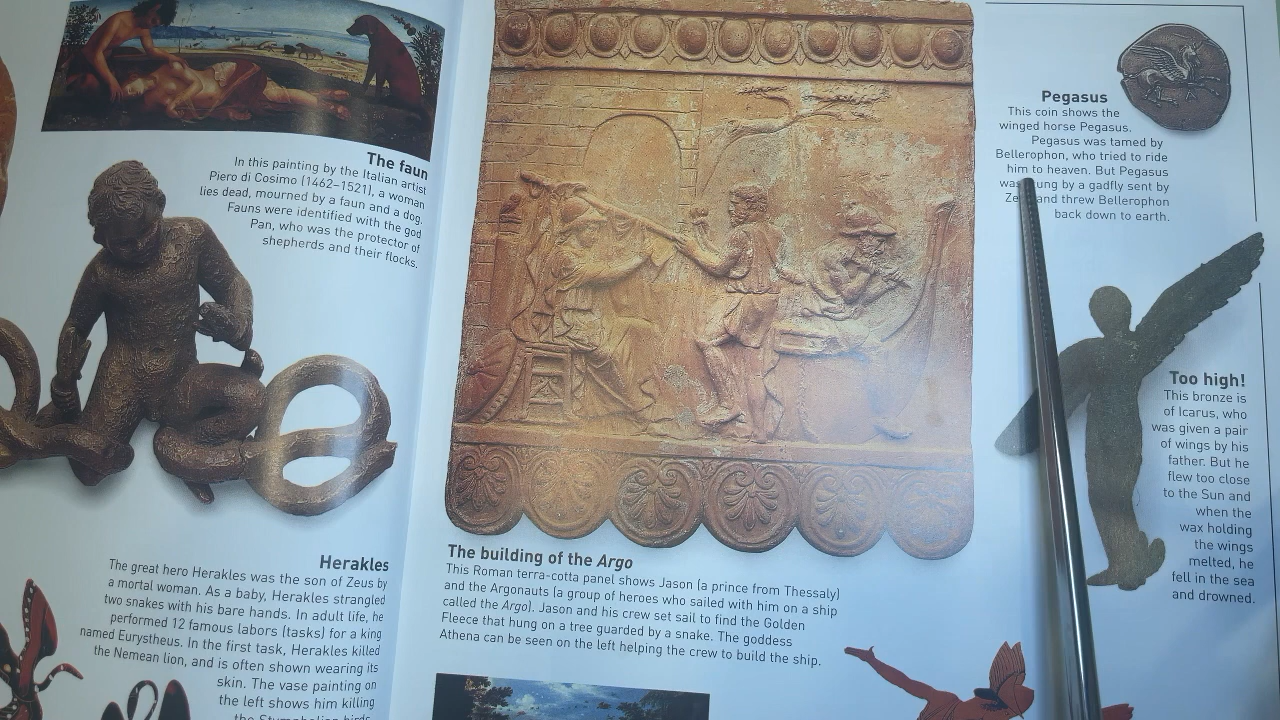 The faun
In this painting by the Italian artist
Piero di Cosimo (1462–1521), a woman
lies dead, mourned by a faun and a dog.
Fauns were identified with the god
Pan, who was the protector of
shepherds and their flocks.
Herakles
The great hero Herakles was the son of Zeus by
a mortal woman. As a baby, Herakles strangled
two snakes with his bare hands. In adult life, he
performed 12 famous labors (tasks) for a king
named Eurystheus. In the first task, Herakles killed
the Nemean lion, and is often shown wearing its
skin. The vase painting on
the left shows him killing
the Stymphalian birds.
The building of the Argo
This Roman terra-cotta panel shows Jason (a prince from Thessaly)
and the Argonauts (a group of heroes who sailed with him on a ship
called the Argo). Jason and his crew set sail to find the Golden
Fleece that hung on a tree guarded by a snake. The goddess
Athena can be seen on the left helping the crew to build the ship.
Pegasus
This coin shows the
winged horse Pegasus.
Pegasus was tamed by
Bellerophon, who tried to ride
him to heaven. But Pegasus
by a gadfly sent by
and threw Bellerophon
back down to earth.
Too high!
This bronze is
of Icarus, who
was given a pair
of wings by his
father. But he
flew too close
to the Sun and
when the
wax holding
the wings
melted, he
fell in the sea
and drowned.